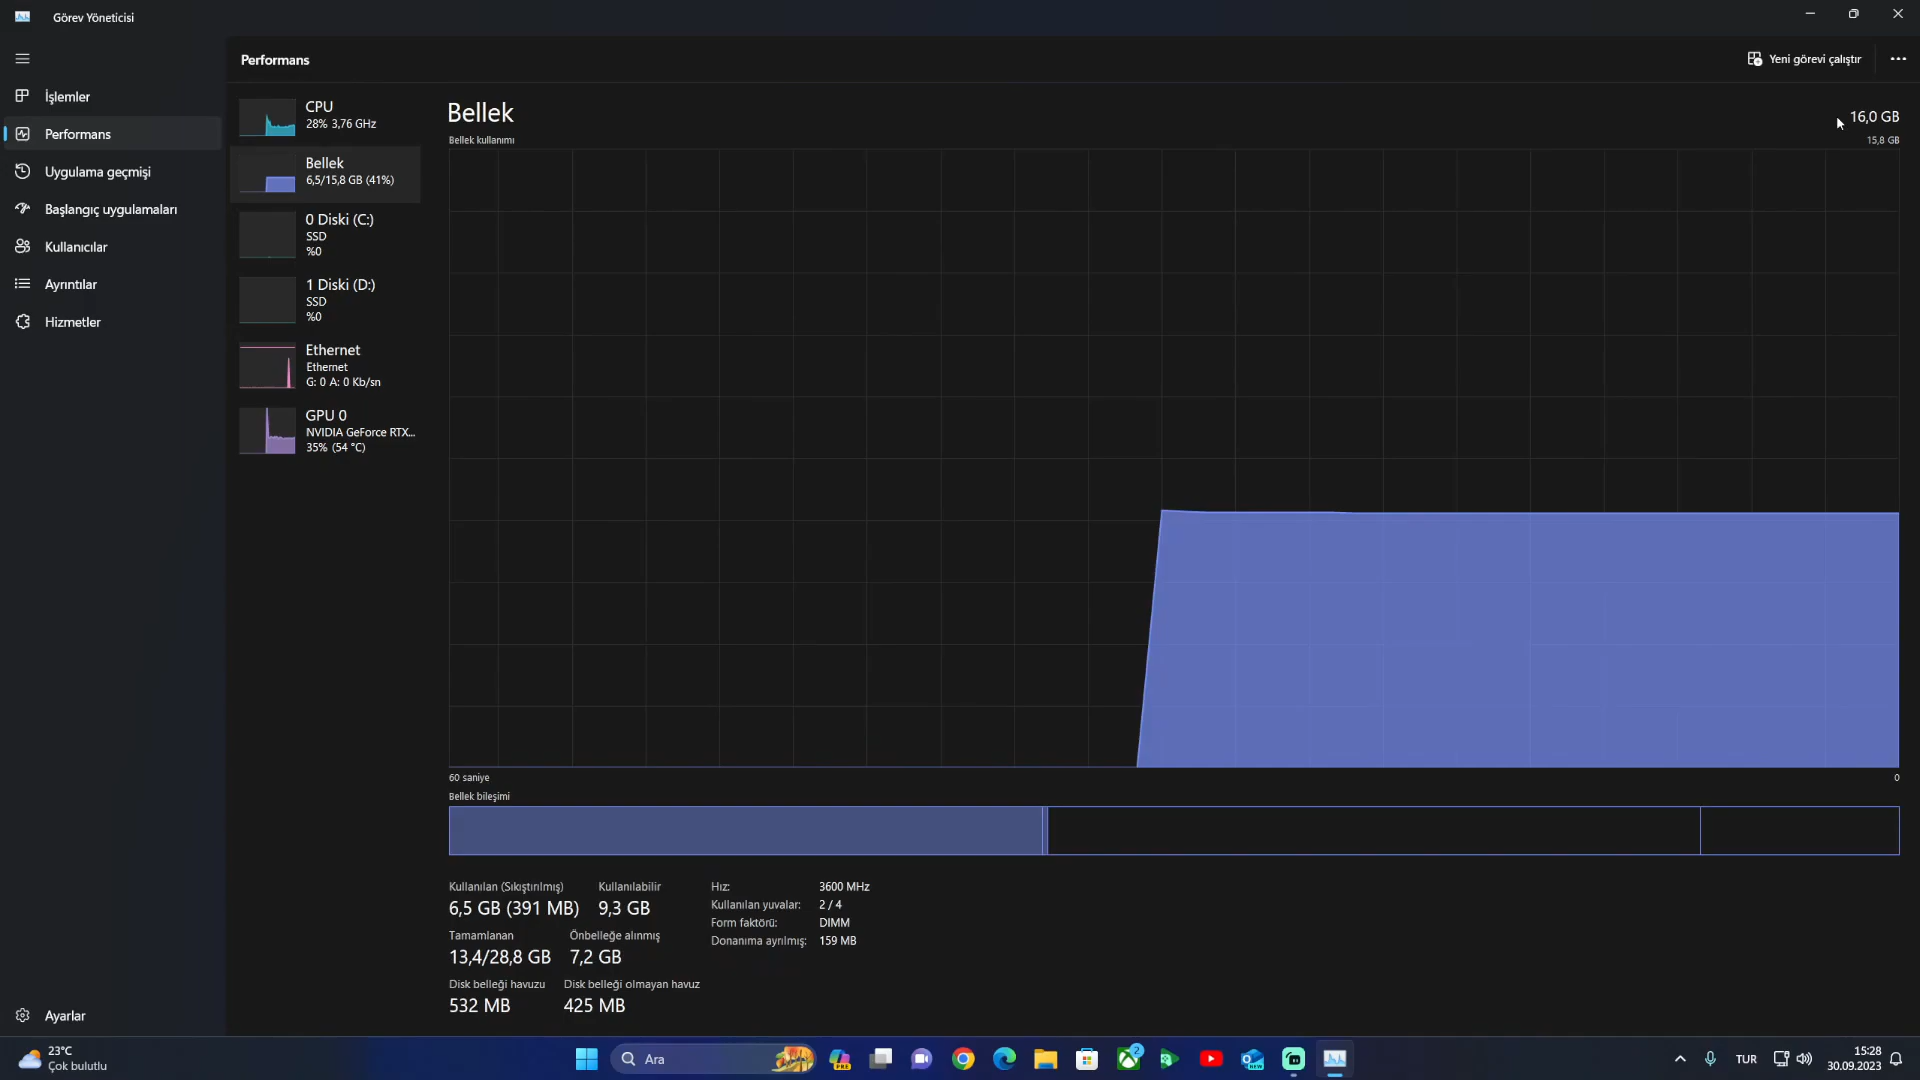 Görev Yöneticisi
Performans
Yeni görevi çalıştır
İşlemler
Performans
Uygulama geçmişi
Başlangıç uygulamaları
Kullanıcılar
Ayrıntılar
Hizmetler
Ayarlar
CPU
28% 3,76 GHz
Bellek
6,5/15,8 GB (41%)
0 Diski (C:)
SSD
%0
1 Diski (D:)
SSD
%0
Ethernet
Ethernet
G: 0 A: 0 Kb/sn
GPU 0
NVIDIA GeForce RTX...
35% (54 °C)
Bellek
16,0 GB
Bellek kullanımı
15,8 GB
60 saniye
0
Bellek bileşimi
Kullanılan (Sıkıştırılmış)
Kullanılabilir
6,5 GB (391 MB)
9,3 GB
Tamamlanan
Önbelleğe alınmış
13,4/28,8 GB
7,2 GB
Disk belleği havuzu
Disk belleği olmayan havuz
532 MB
425 MB
Hız:
3600 MHz
Kullanılan yuvalar:
2 / 4
Form faktörü:
DIMM
Donanıma ayrılmış:
159 MB
23°C
Çok bulutlu
Ara
PRE
2
NEW
TUR
15:28
30.09.2023